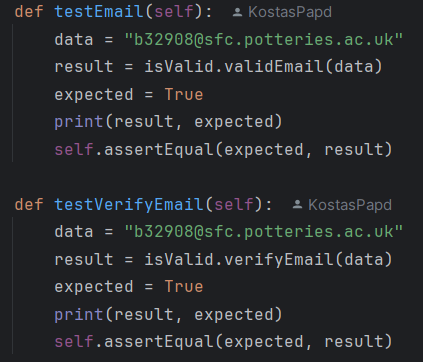 def testEmail(self): KostasPapd
data = "b32908@sfc.potteries.ac.uk"
result = isValid.validEmail(data)
expected = True
print(result, expected)
self.assertEqual(expected, result)
def testVerifyEmail(self): KostasPapd
data = "b32908@sfc.potteries.ac.uk"
result = isValid.verifyEmail(data)
expected = True
print(result, expected)
self.assertEqual(expected, result)